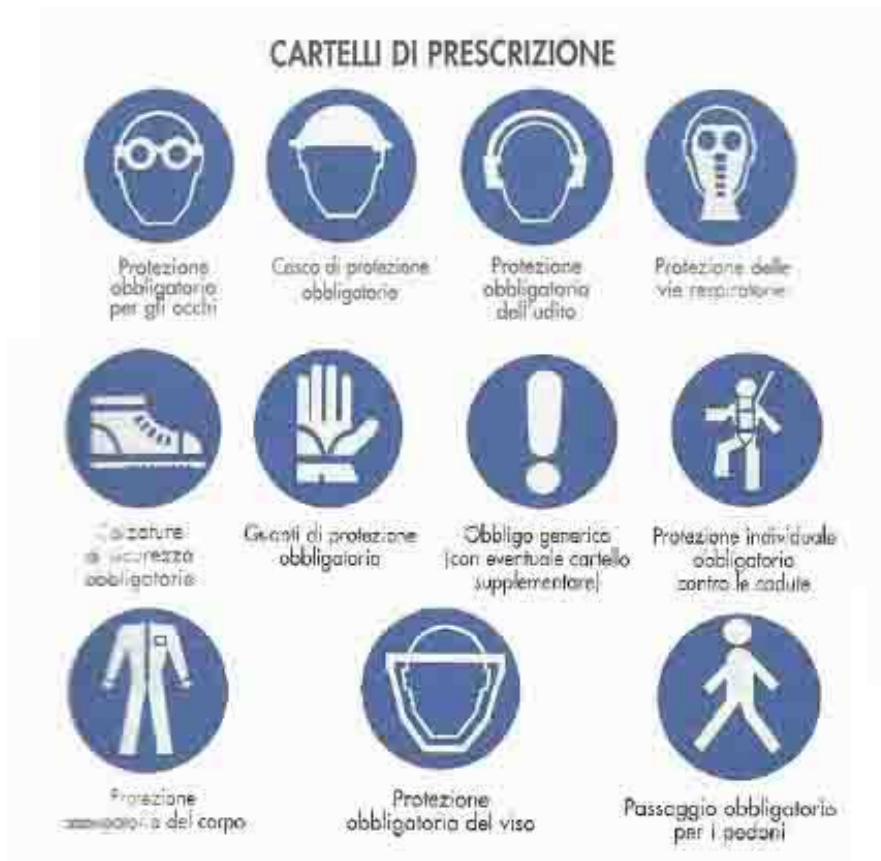 CARTELLI DI PRESCRIZIONE
Protezione
obbligatoria
per gli occhi
Casco di protezione
obbligatoria
Protezione
obbligatoria
dell'udito
Protezione delle
vie respiratorie
Calzature
di sicurezza
obbligatoria
Guanti di protezione
obbligatoria
Obbligo generico
(con eventuale cartello
supplementare)
Protezione individuale
obbligatoria
contro le cadute
Protezione
del corpo
Protezione
obbligatoria del viso
Passaggio obbligatorio
per i pedoni